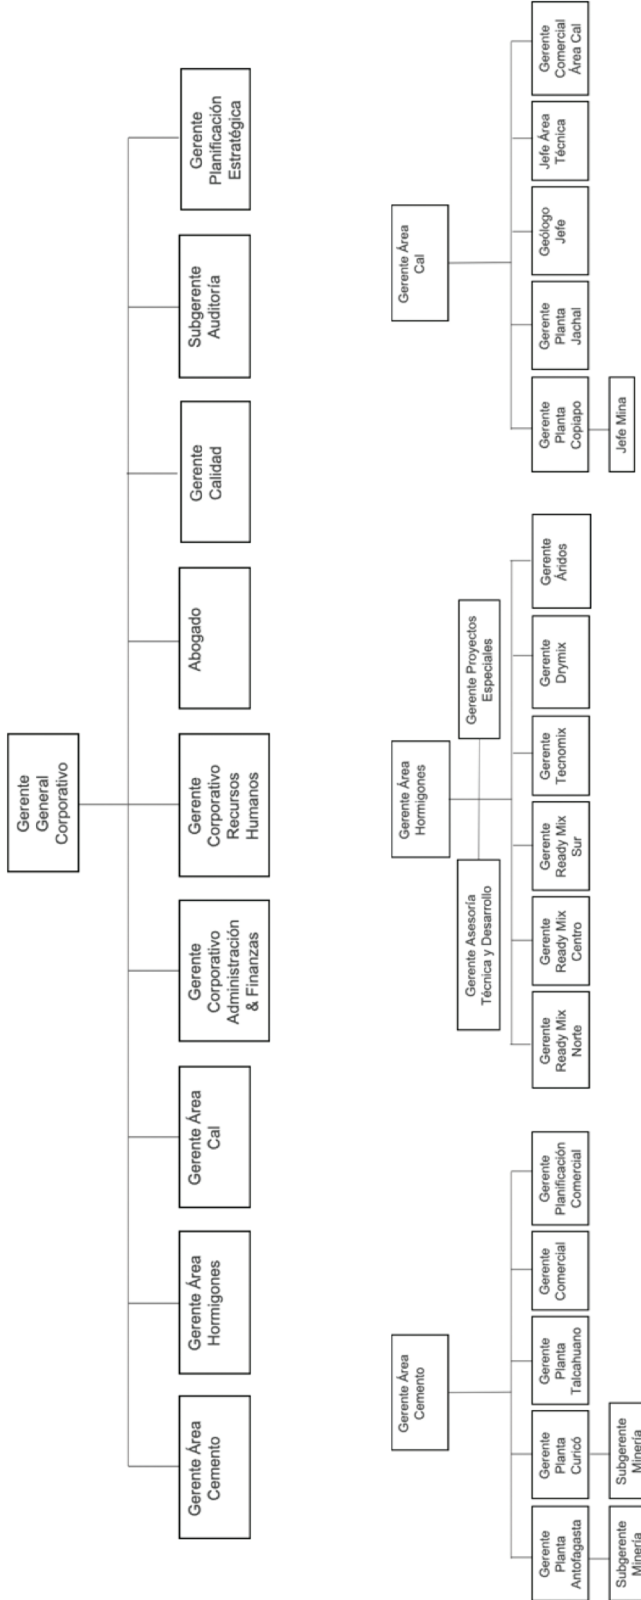 Gerente
General
Corporativo
Gerente Área
Cemento
Gerente Área
Hormigones
Gerente Área
Cal
Gerente
Corporativo
Administración
& Finanzas
Gerente
Corporativo
Recursos
Humanos
Abogado
Gerente
Calidad
Subgerente
Auditoría
Gerente
Planificación
Estratégica
Gerente Área
Cemento
Gerente
Planta
Antofagasta
Subgerente
Minería
Gerente
Planta
Curicó
Subgerente
Minería
Gerente
Planta
Talcahuano
Gerente
Comercial
Gerente
Planificación
Comercial
Gerente Área
Hormigones
Gerente Asesoría
Técnica y Desarrollo
Gerente Proyectos
Especiales
Gerente
Ready Mix
Norte
Gerente
Ready Mix
Centro
Gerente
Ready Mix
Sur
Gerente
Tecnomix
Gerente
Drymix
Gerente
Áridos
Gerente Área
Cal
Gerente
Planta
Copiapo
Jefe Mina
Gerente
Planta
Jachal
Geólogo
Jefe
Jefe Área
Técnica
Gerente
Comercial
Área Cal